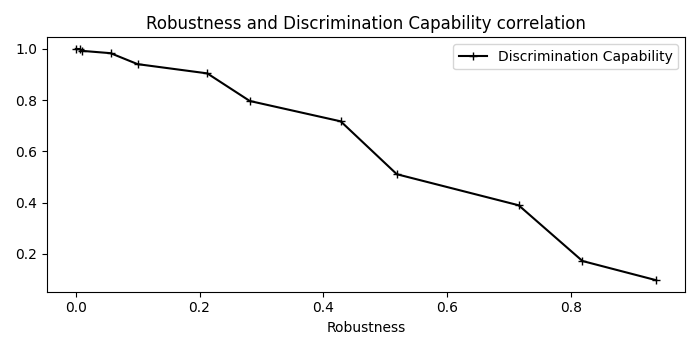 Robustness and Discrimination Capability correlation
Discrimination Capability
1.0
0.8
0.6
0.4
0.2
0.0 0.2 0.4 0.6 0.8
Robustness